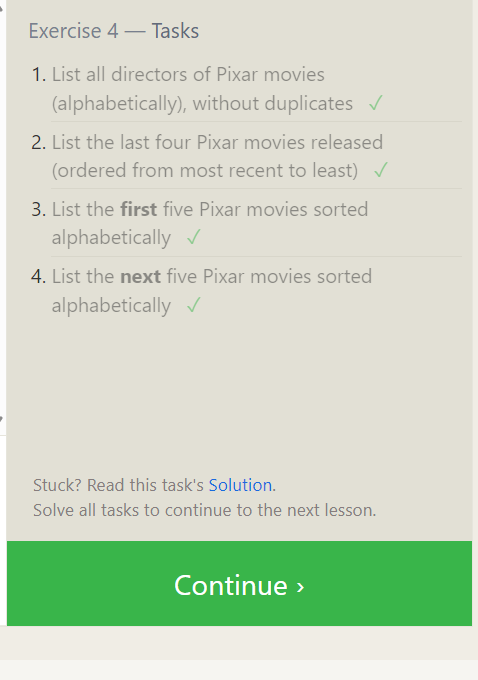 Exercise 4 — Tasks
1. List all directors of Pixar movies
(alphabetically), without duplicates ✓
2. List the last four Pixar movies released
(ordered from most recent to least) ✓
3. List the first five Pixar movies sorted
alphabetically ✓
4. List the next five Pixar movies sorted
alphabetically ✓
Stuck? Read this task's Solution.
Solve all tasks to continue to the next lesson.
Continue ›